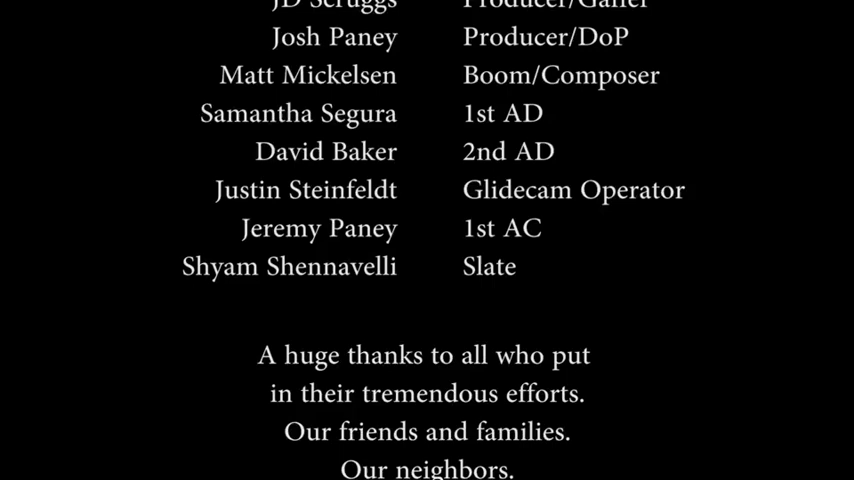 JD Scruggs Producer/Gaffer
Josh Paney Producer/DoP
Matt Mickelsen Boom/Composer
Samantha Segura 1st AD
David Baker 2nd AD
Justin Steinfeldt Glidecam Operator
Jeremy Paney 1st AC
Shyam Shennavelli Slate
A huge thanks to all who put
in their tremendous efforts.
Our friends and families.
Our neighbors.